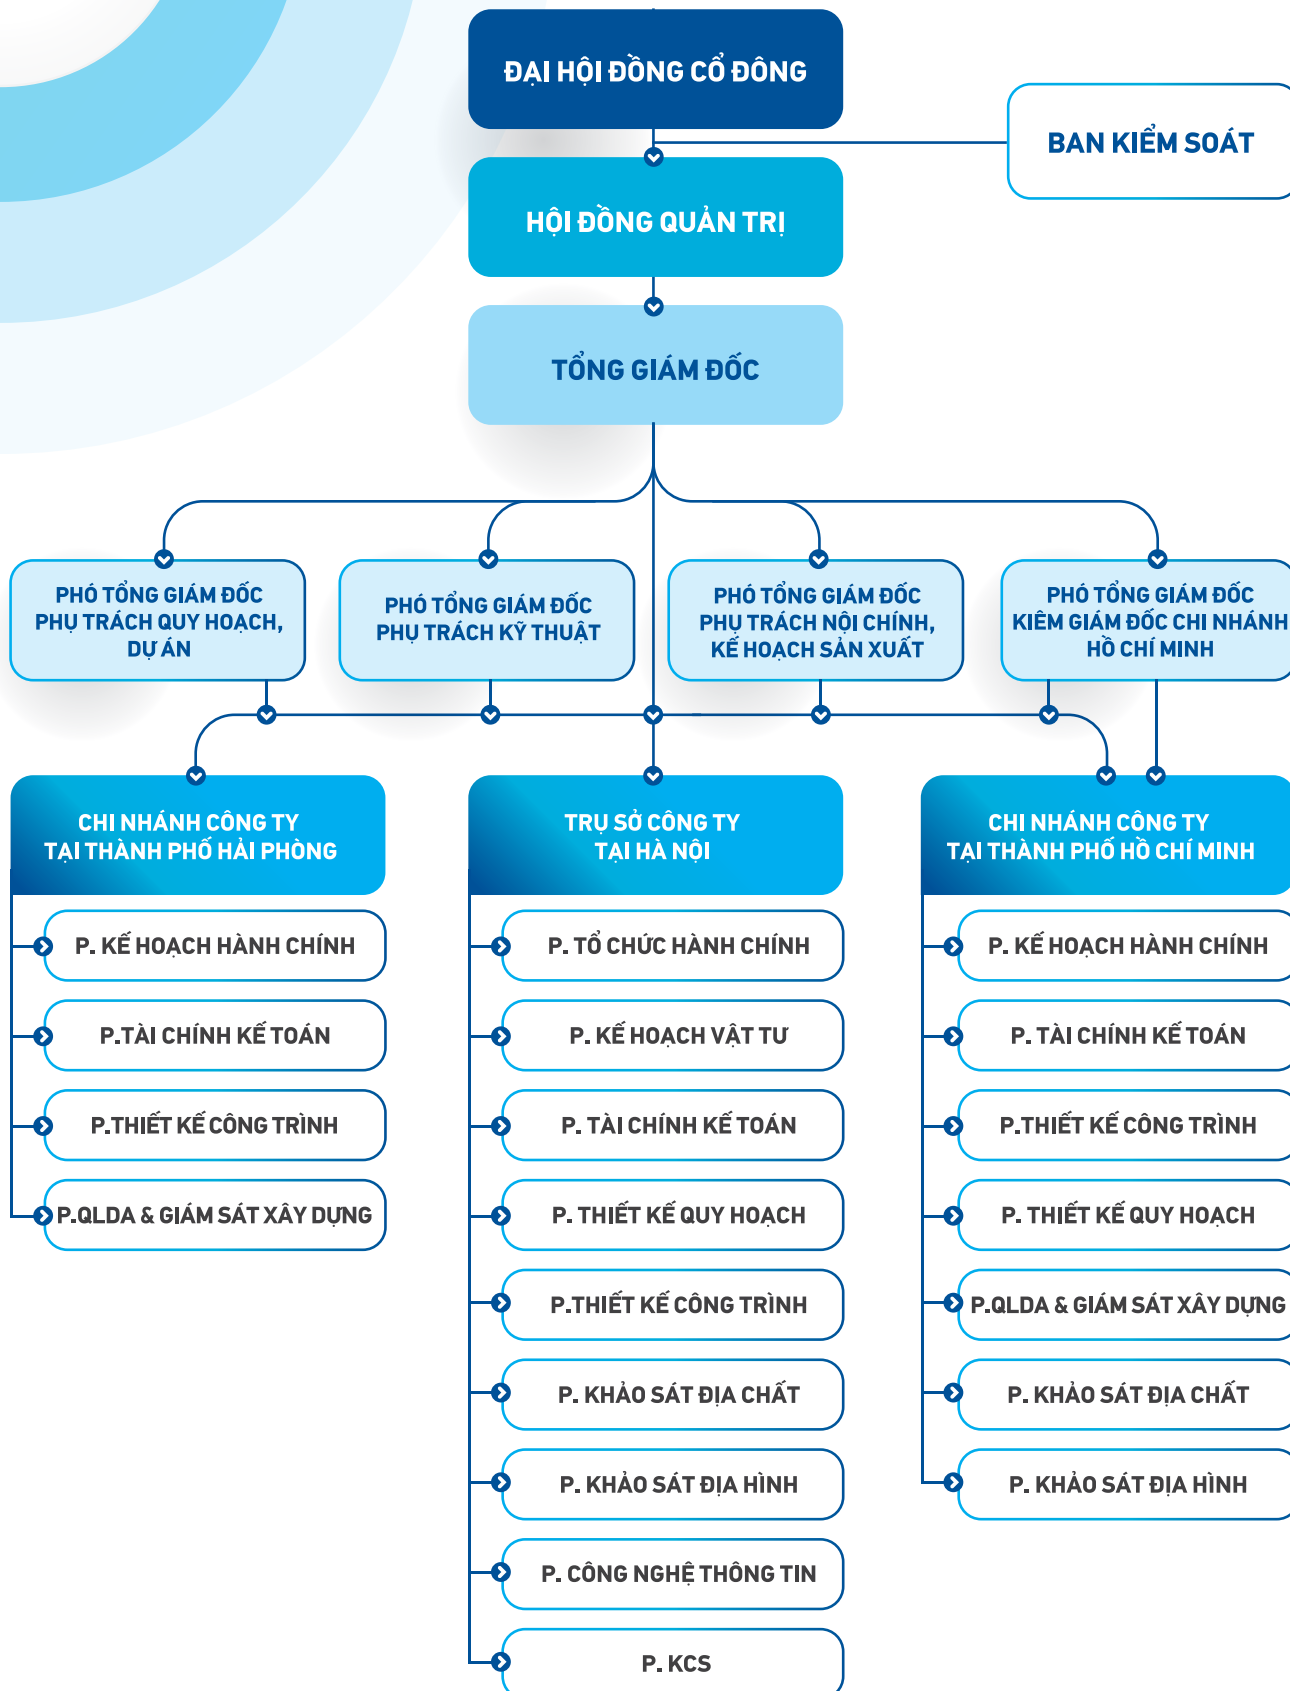 ĐẠI HỘI ĐỒNG CỔ ĐÔNG
BAN KIỂM SOÁT
HỘI ĐỒNG QUẢN TRỊ
TỔNG GIÁM ĐỐC
PHÓ TỔNG GIÁM ĐỐC
PHỤ TRÁCH QUY HOẠCH,
DỰ ÁN
PHÓ TỔNG GIÁM ĐỐC
PHỤ TRÁCH KỸ THUẬT
PHÓ TỔNG GIÁM ĐỐC
PHỤ TRÁCH NỘI CHÍNH,
KẾ HOẠCH SẢN XUẤT
PHÓ TỔNG GIÁM ĐỐC
KIÊM GIÁM ĐỐC CHI NHÁNH
HỒ CHÍ MINH
CHI NHÁNH CÔNG TY
TẠI THÀNH PHỐ HẢI PHÒNG
P. KẾ HOẠCH HÀNH CHÍNH
P.TÀI CHÍNH KẾ TOÁN
P.THIẾT KẾ CÔNG TRÌNH
P.QLDA & GIÁM SÁT XÂY DỰNG
TRỤ SỞ CÔNG TY
TẠI HÀ NỘI
P. TỔ CHỨC HÀNH CHÍNH
P. KẾ HOẠCH VẬT TƯ
P. TÀI CHÍNH KẾ TOÁN
P. THIẾT KẾ QUY HOẠCH
P.THIẾT KẾ CÔNG TRÌNH
P. KHẢO SÁT ĐỊA CHẤT
P. KHẢO SÁT ĐỊA HÌNH
P. CÔNG NGHỆ THÔNG TIN
P. KCS
CHI NHÁNH CÔNG TY
TẠI THÀNH PHỐ HỒ CHÍ MINH
P. KẾ HOẠCH HÀNH CHÍNH
P. TÀI CHÍNH KẾ TOÁN
P.THIẾT KẾ CÔNG TRÌNH
P. THIẾT KẾ QUY HOẠCH
P.QLDA & GIÁM SÁT XÂY DỰNG
P. KHẢO SÁT ĐỊA CHẤT
P. KHẢO SÁT ĐỊA HÌNH